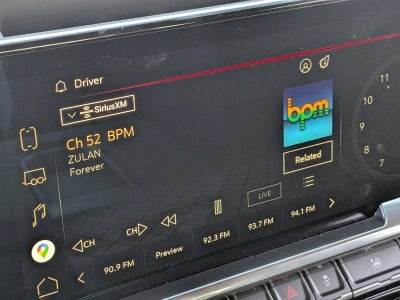 Driver
SiriusXM
Ch 52 BPM
ZULAN
Forever
bpm
Related
11
10
9
8
LIVE
CH
CH
90.9 FM
Preview
92.3 FM
93.7 FM
94.1 FM